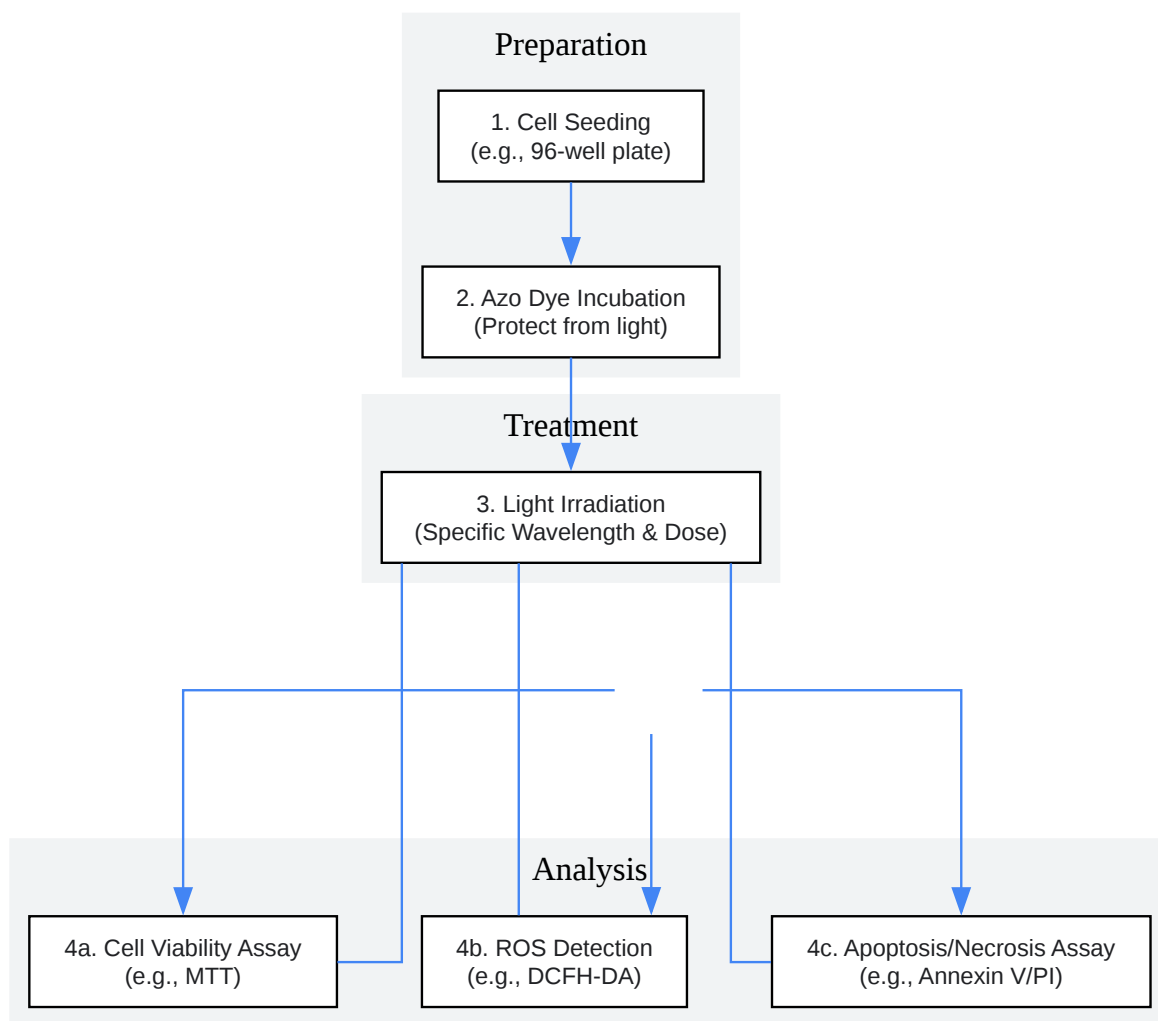 Preparation
1. Cell Seeding
(e.g., 96-well plate)
2. Azo Dye Incubation
(Protect from light)
Treatment
3. Light Irradiation
(Specific Wavelength & Dose)
Analysis
4a. Cell Viability Assay
(e.g., MTT)
4b. ROS Detection
(e.g., DCFH-DA)
4c. Apoptosis/Necrosis Assay
(e.g., Annexin V/PI)